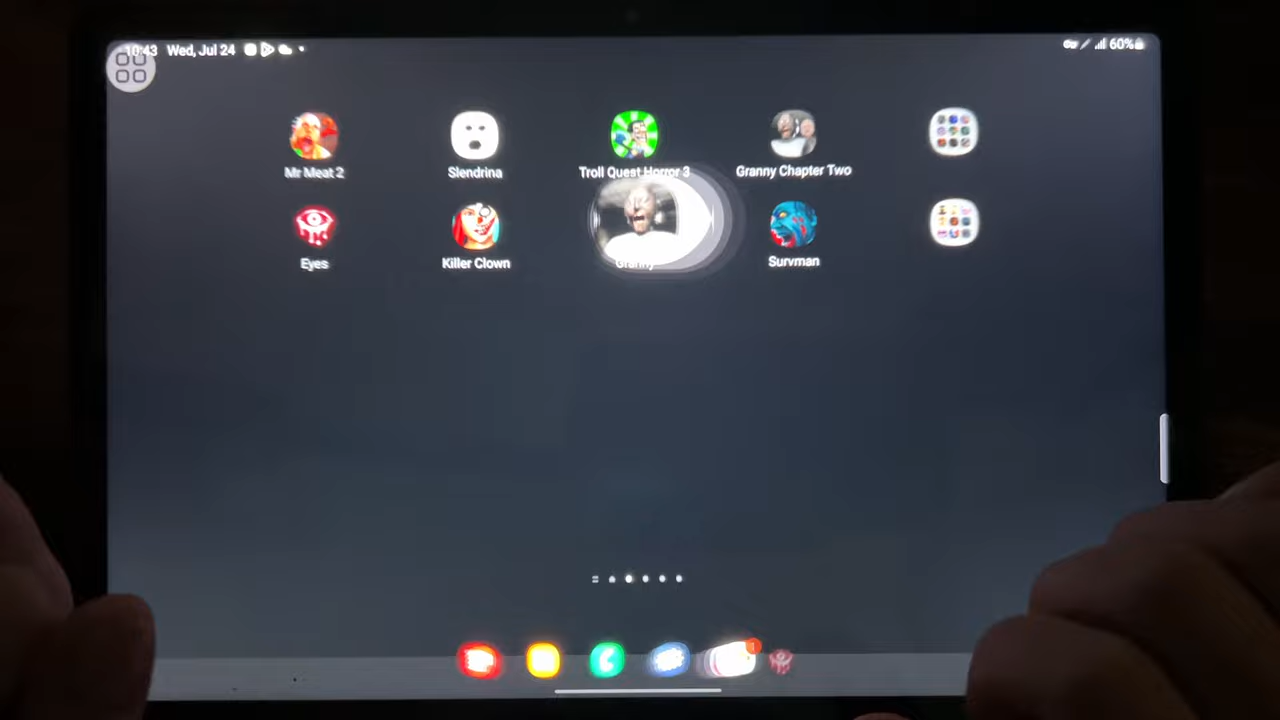 10:43 Wed, Jul 24
60%
Mr Meat 2
Slendrina
Troll Quest Horror 3
Granny Chapter Two
Eyes
Killer Clown
Granny
Survman
1